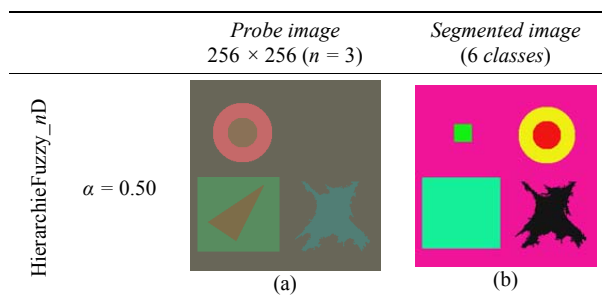 Probe image
256 × 256 (n = 3)
Segmented image
(6 classes)
HierarchieFuzzy_nD
α = 0.50
(a)
(b)